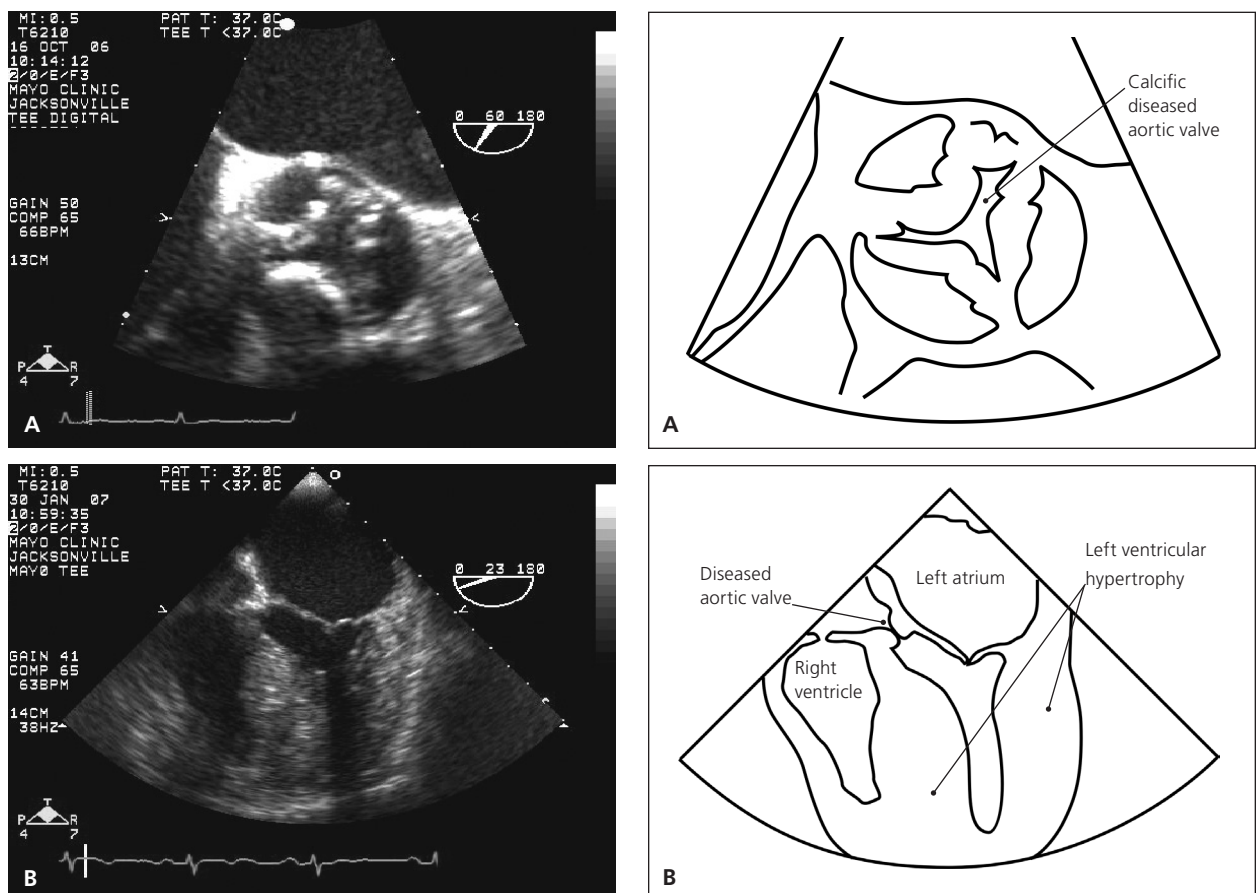 MI:0.5 PAT T: 37.0C
T6210 TEE T <37.0C
16 OCT 06
10:14:12
2/0/E/F3
MAYO CLINIC
JACKSONVILLE
TEE DIGITAL
0 60 180
GAIN 50
COMP 65
66BPM
13CM
T
P R
4 7
A
Calcific
diseased
aortic valve
A
MI:0.5 PAT T: 37.0C
T6210 TEE T <37.0C
30 JAN 07
10:59:35
2/0/E/F3
MAYO CLINIC
JACKSONVILLE
MAYO TEE
0 23 180
GAIN 41
COMP 65
63BPM
14CM
38HZ
T
P R
4 7
B
Diseased
aortic valve
Left atrium
Left ventricular
hypertrophy
Right
ventricle
B